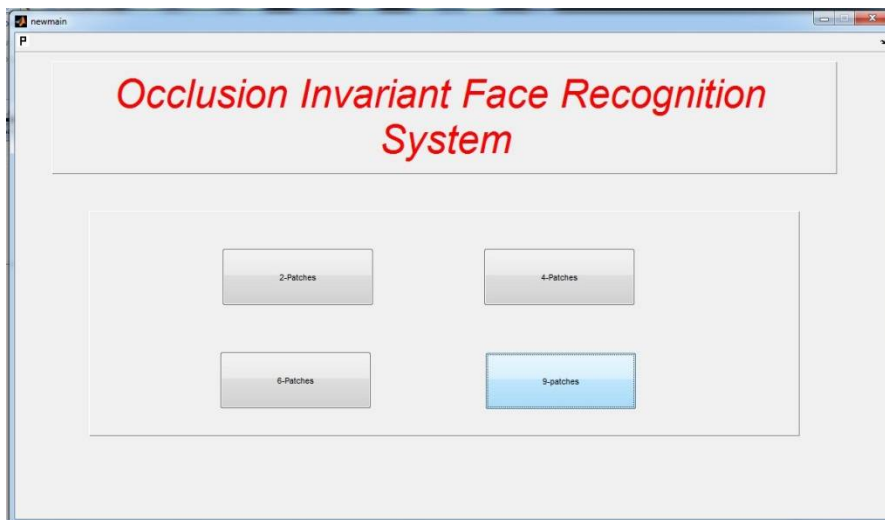 newmain
P
Occlusion Invariant Face Recognition
System
2-Patches
4-Patches
6-Patches
9-patches